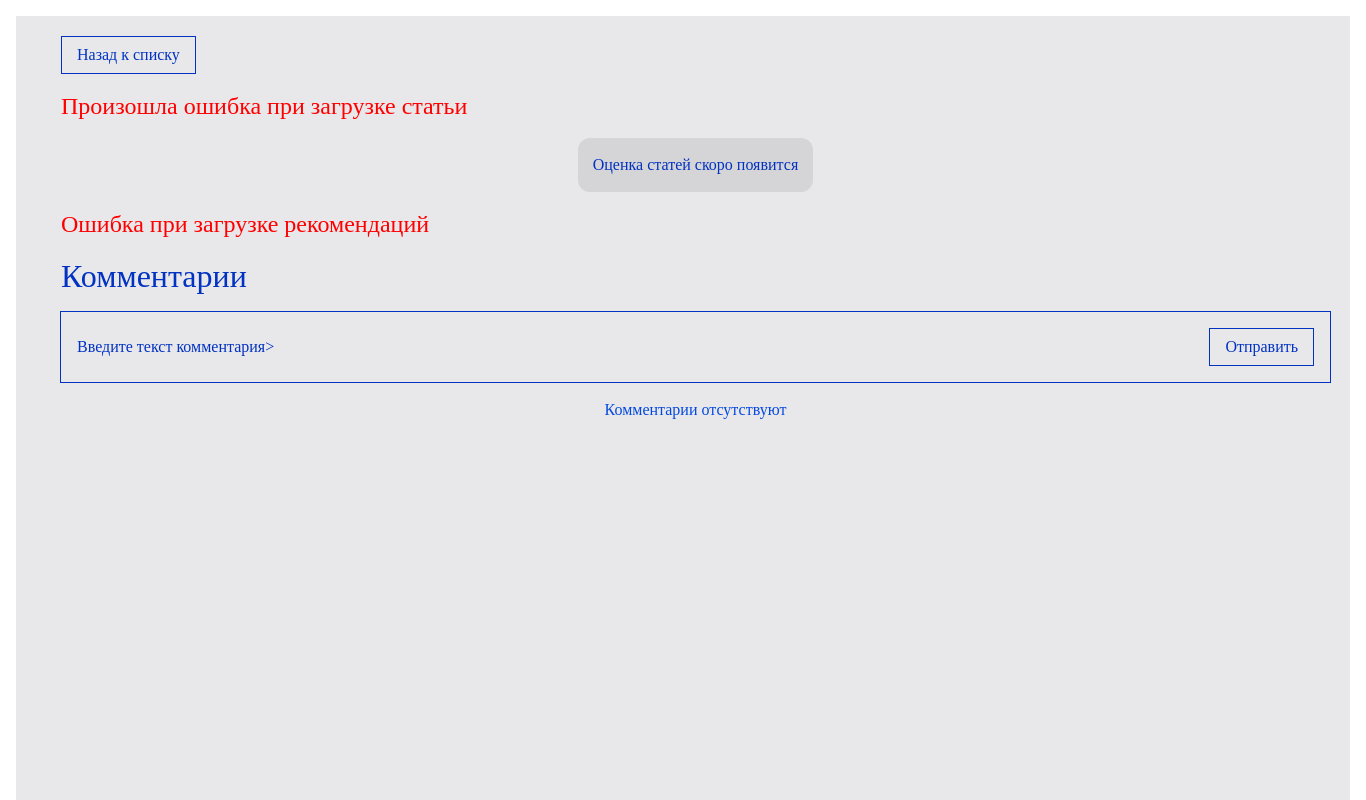 Назад к списку
Произошла ошибка при загрузке статьи
Оценка статей скоро появится
Ошибка при загрузке рекомендаций
Комментарии
Введите текст комментария>
Отправить
Комментарии отсутствуют